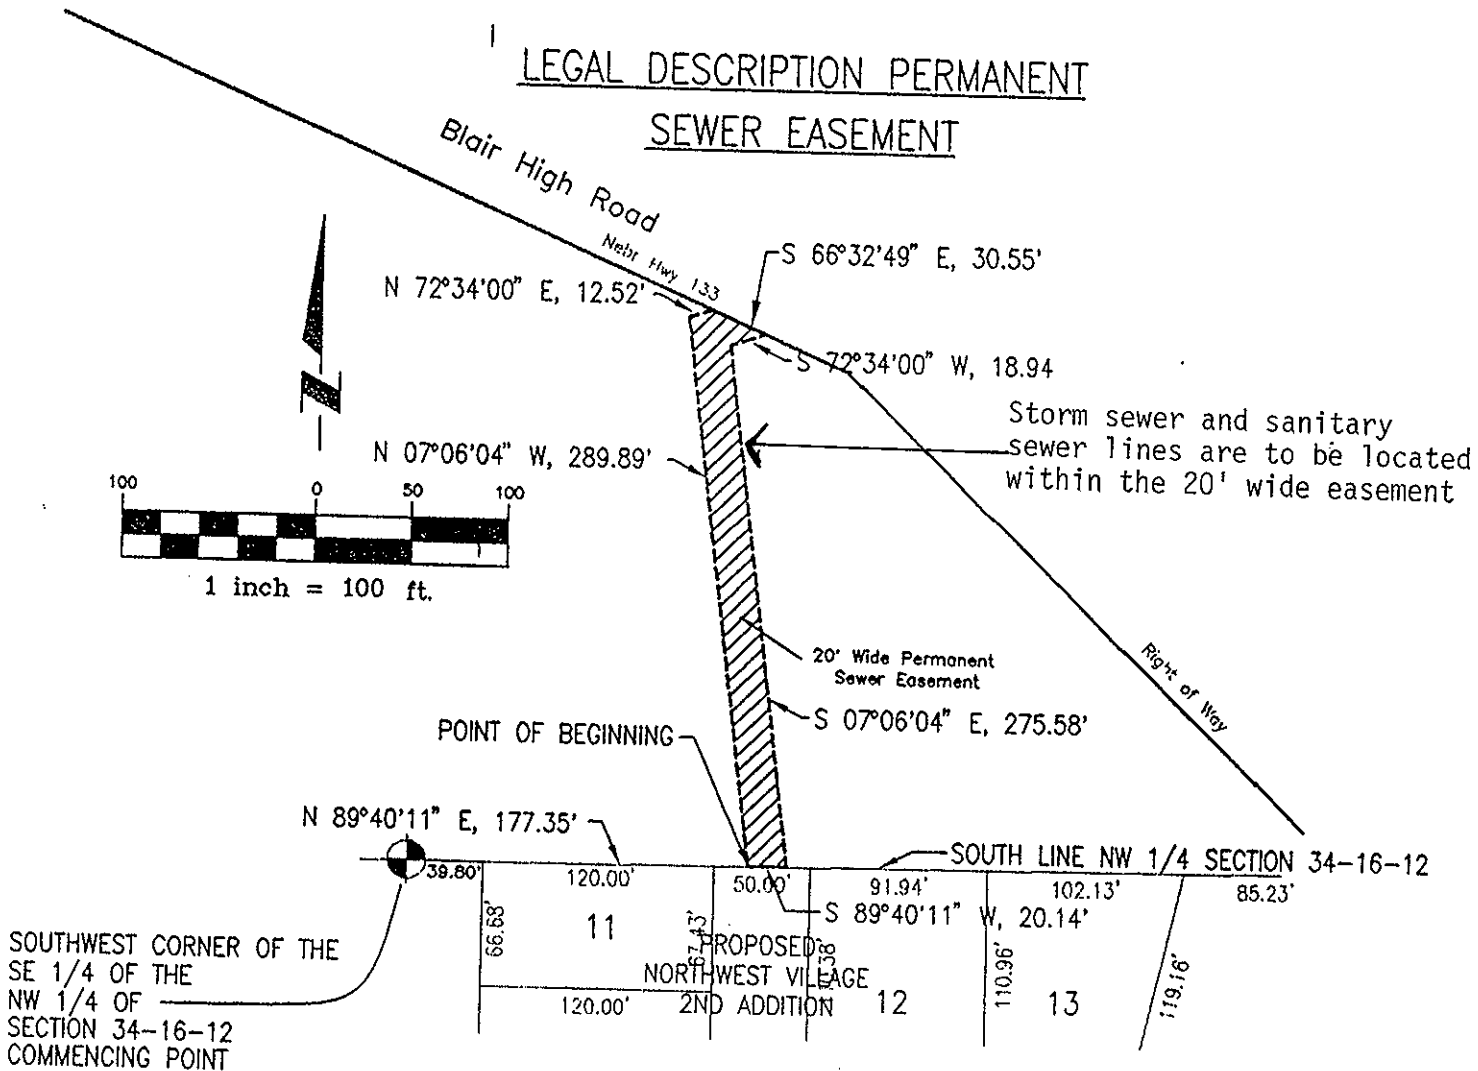 LEGAL DESCRIPTION PERMANENT
SEWER EASEMENT
Blair High Road
Nebr Hwy 133
S 66°32'49" E, 30.55'
N 72°34'00" E, 12.52'
S 72°34'00" W, 18.94
Storm sewer and sanitary
sewer lines are to be located
within the 20' wide easement
N 07°06'04" W, 289.89'
100 0 50 100
1 inch = 100 ft.
20' Wide Permanent
Sewer Easement
Right of Way
S 07°06'04" E, 275.58'
POINT OF BEGINNING
N 89°40'11" E, 177.35'
SOUTH LINE NW 1/4 SECTION 34-16-12
39.80' 120.00' 50.00' 91.94' 102.13' 85.23'
S 89°40'11" W, 20.14'
66.68'
11
67.43'
110.96'
119.16'
PROPOSED
NORTHWEST VILLAGE
2ND ADDITION
120.00'
12
13
SOUTHWEST CORNER OF THE
SE 1/4 OF THE
NW 1/4 OF
SECTION 34-16-12
COMMENCING POINT